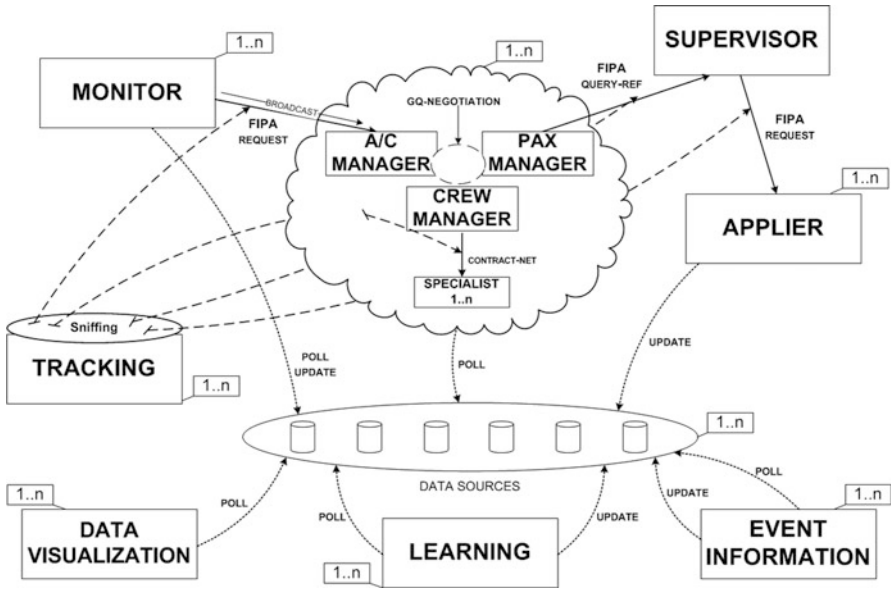 1..n
MONITOR
1..n
SUPERVISOR
BROADCAST
FIPA
REQUEST
GQ-NEGOTIATION
FIPA
QUERY-REF
FIPA
REQUEST
A/C
MANAGER
PAX
MANAGER
CREW
MANAGER
1..n
APPLIER
CONTRACT-NET
SPECIALIST
1..n
Sniffing
TRACKING
1..n
POLL
UPDATE
POLL
UPDATE
1..n
DATA SOURCES
1..n
DATA
VISUALIZATION
POLL
POLL
LEARNING
1..n
UPDATE
UPDATE
POLL
1..n
EVENT
INFORMATION